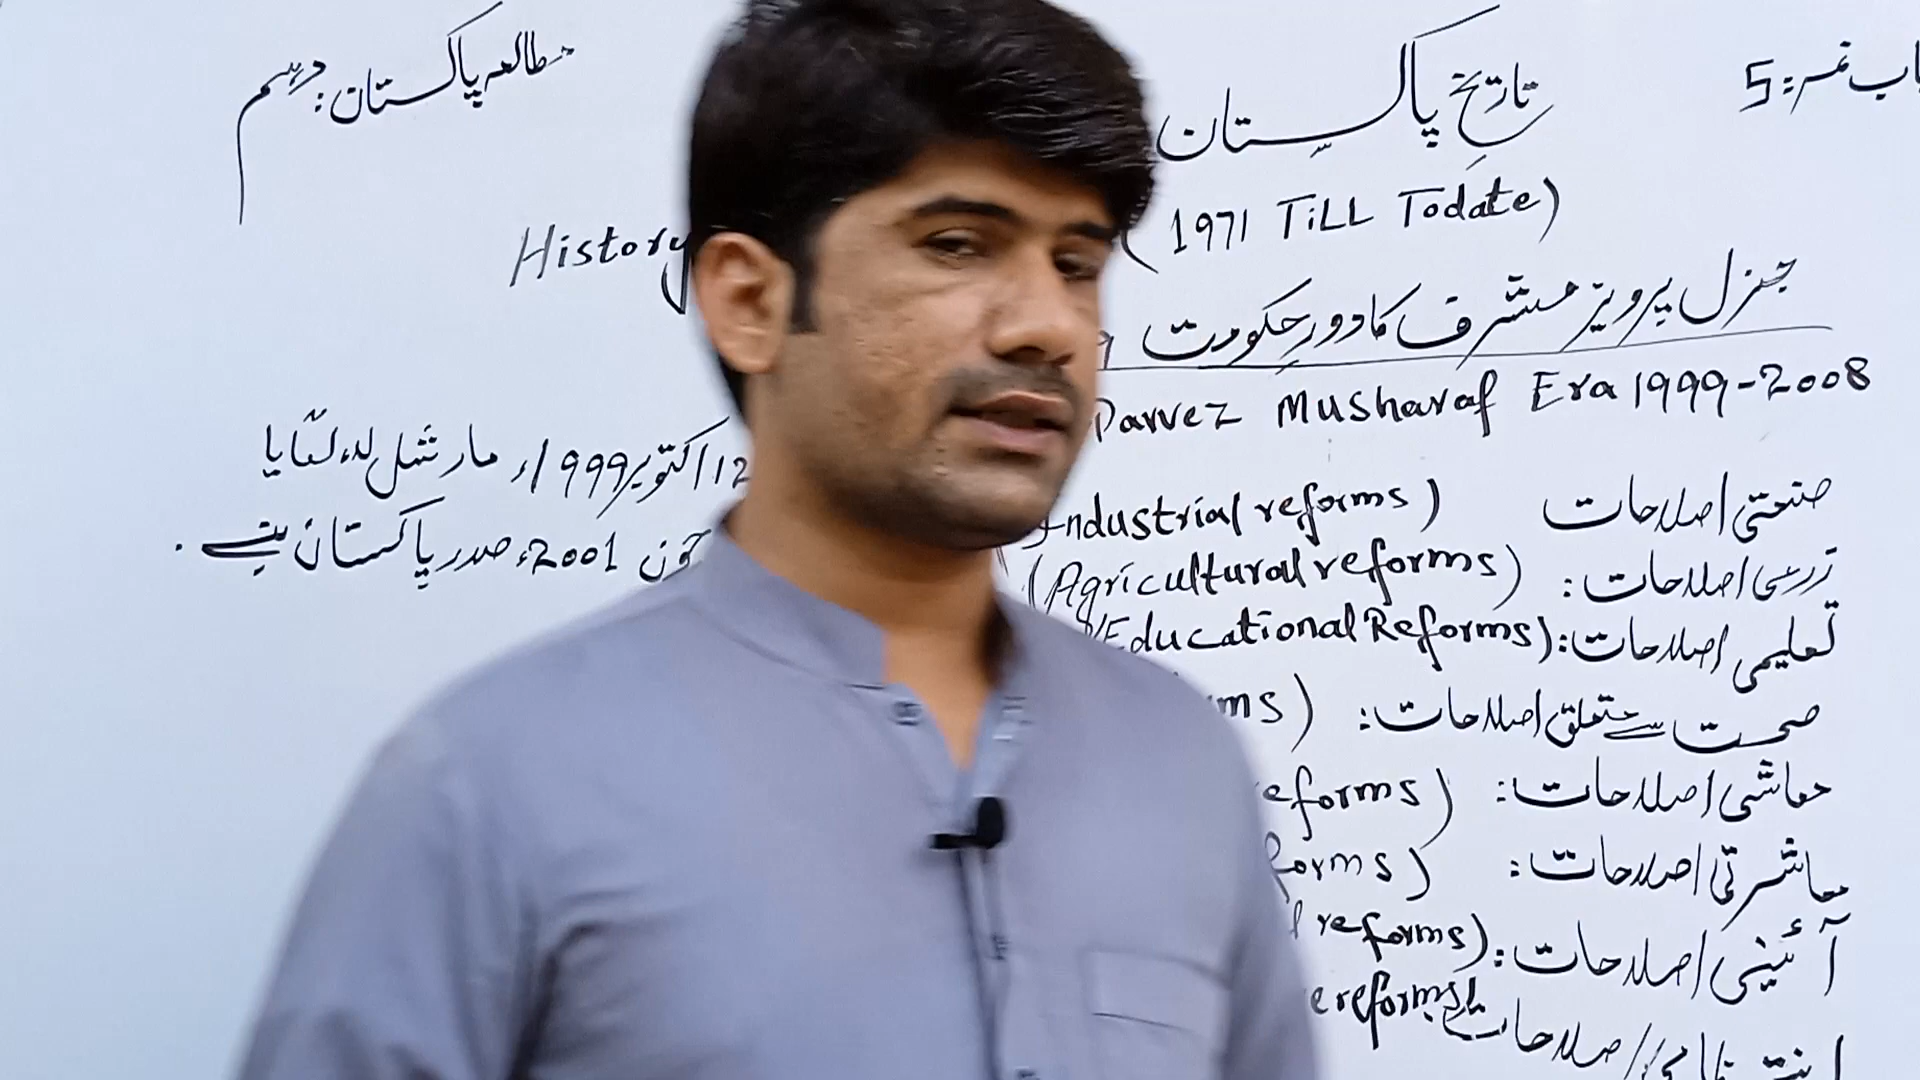 باب نمبر: 5
تاریخِ پاکستان
مطالعہ پاکستان: دہم
History (1971 TiLL Todate)
جنرل پرویز مشرف کا دورِ حکومت
Parvez Musharaf Era 1999-2008
12 اکتوبر 1999ء مارشل لاء لگایا
جون 2001ء صدر پاکستان بنے۔
صنعتی اصلاحات Industrial reforms)
زرعی اصلاحات: (Agricultural reforms)
تعلیمی اصلاحات: (Educational Reforms)
صحت سے متعلق اصلاحات:
معاشی اصلاحات: eforms)
معاشرتی اصلاحات: forms)
آئینی اصلاحات: l reforms)
انتظامی اصلاحات e reforms